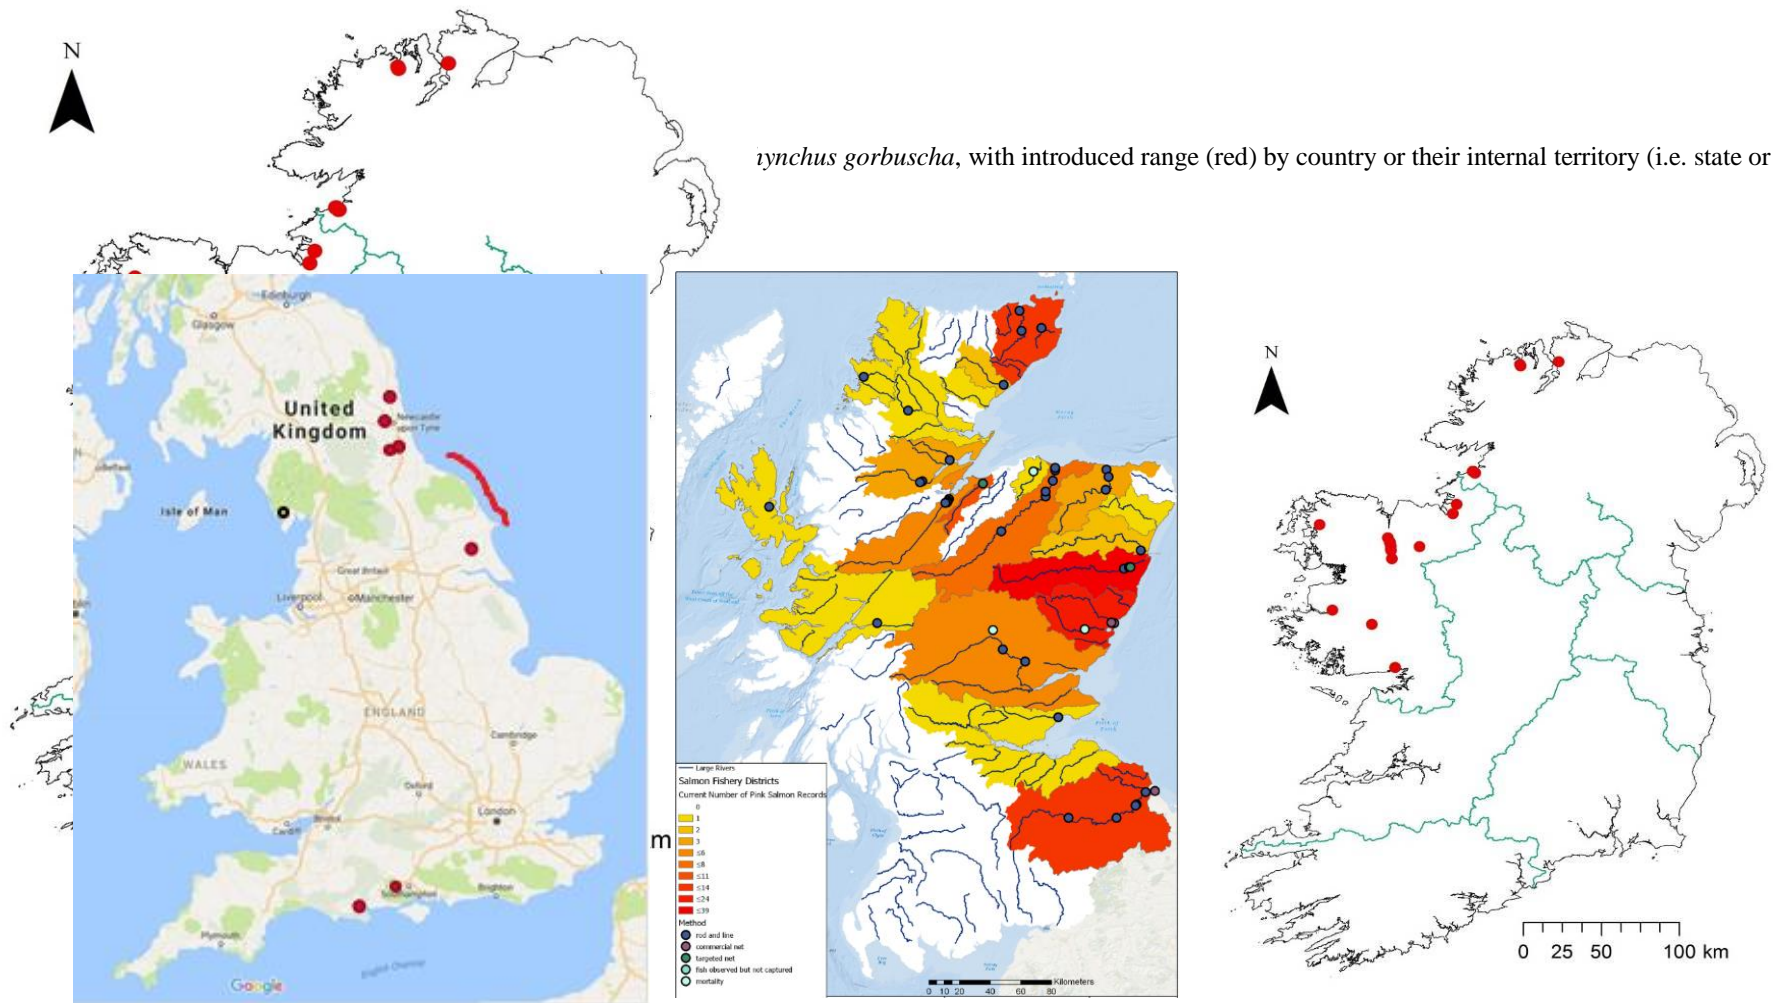 N
ıynchus gorbuscha, with introduced range (red) by country or their internal territory (i.e. state or
Edinburgh
Glasgow
United
Kingdom
Newcastle
upon Tyne
Isle of Man
Great Britain
Liverpool
Manchester
ENGLAND
Cambridge
WALES
Oxford
London
Cardiff
Bristol
Southampton
Brighton
Plymouth
English Channel
Google
m
Large Rivers
Salmon Fishery Districts
Current Number of Pink Salmon Records
0
1
2
3
≤6
≤8
≤11
≤14
≤24
≤39
Method
rod and line
commercial net
targeted net
fish observed but not captured
mortality
0 10 20 40 60 80
Kilometers
N
0 25 50 100 km